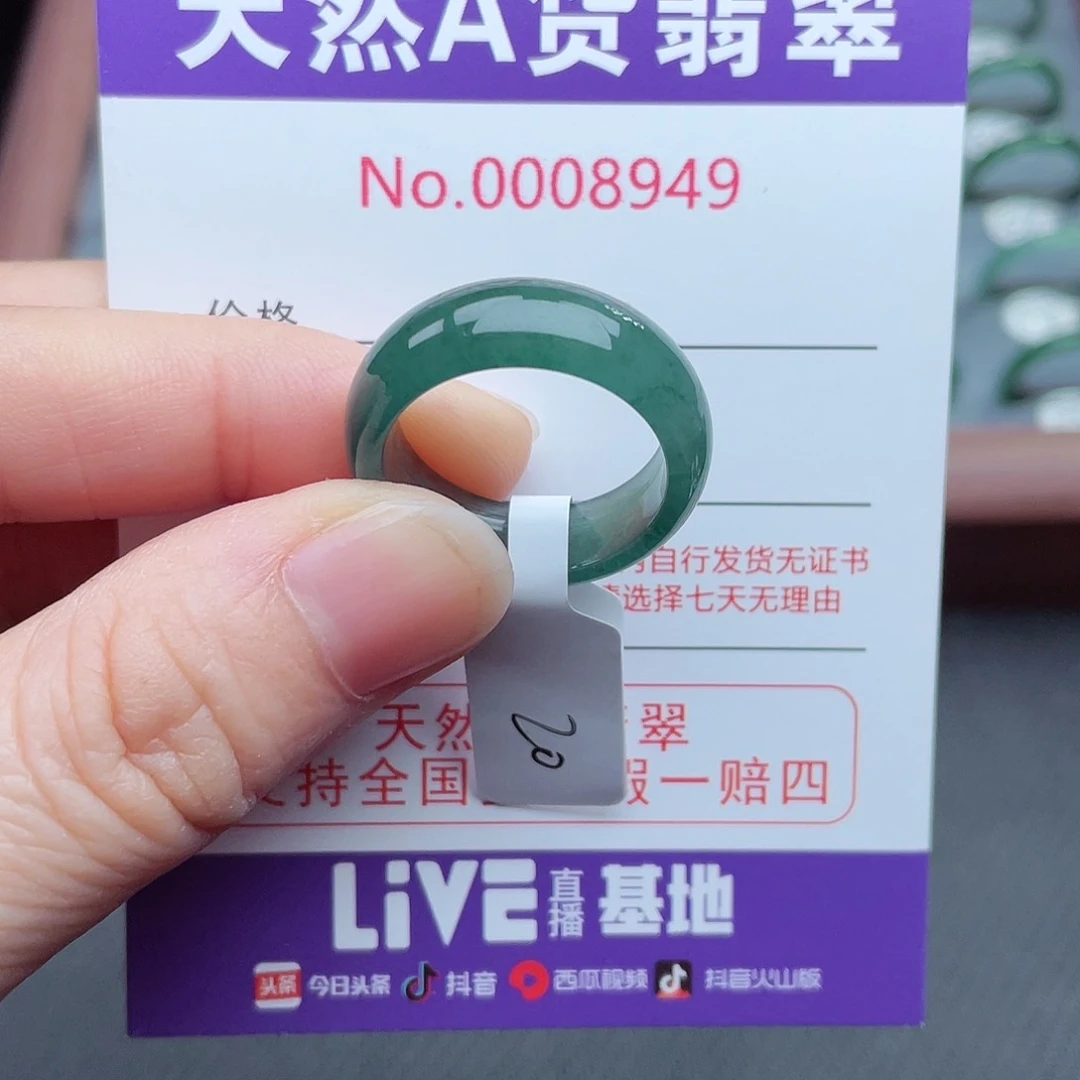 天然A货翡翠
No.0008949
价格
自行发货无证书
选择七天无理由
20
天然 翡翠
持全国 假一赔四
LiVE直播基地
头条 今日头条 抖音 西瓜视频 抖音火山版